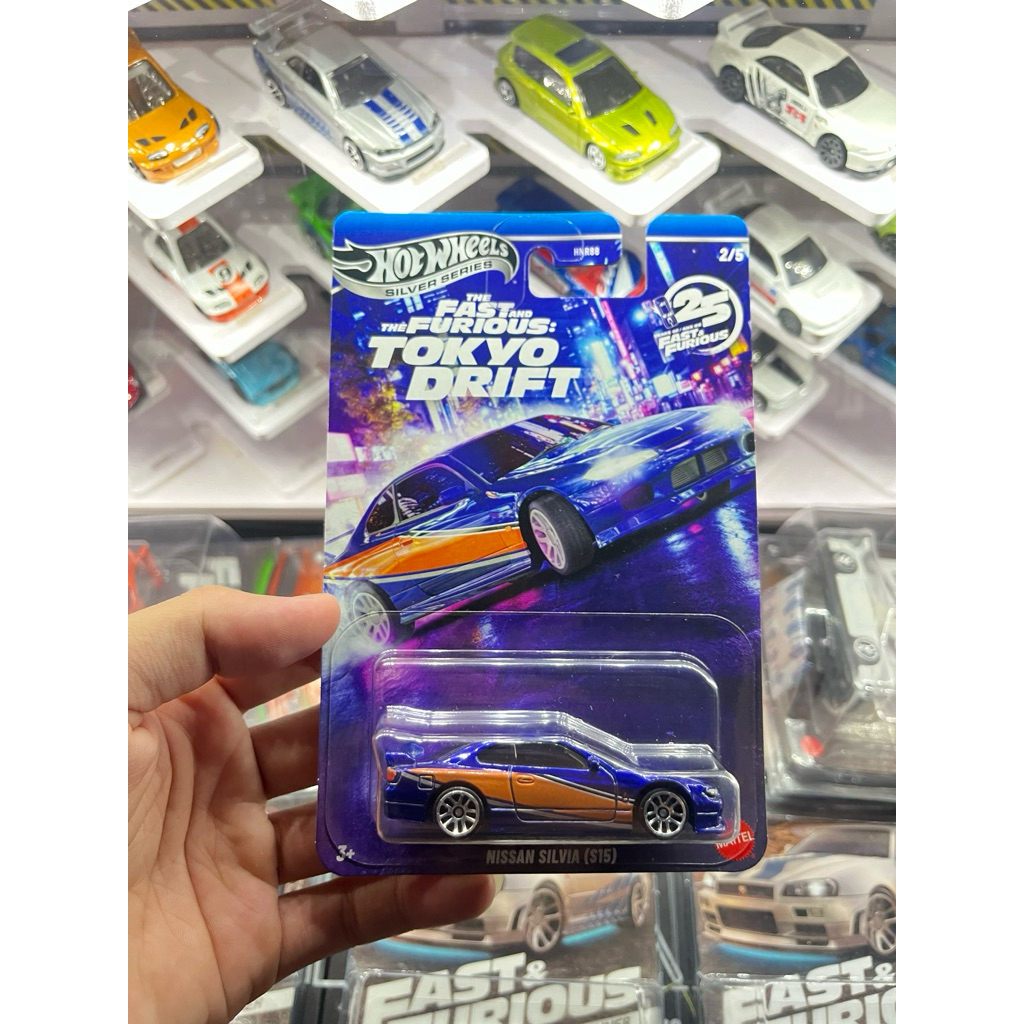 HOT WHEELS
SILVER SERIES
HNR88
2/5
THE
FAST AND
THE FURIOUS:
TOKYO
DRIFT
25
FAST &
FURIOUS
3+
NISSAN SILVIA (S15)
MATTEL
FAST &
FURIOUS
FAST &
FURIOUS